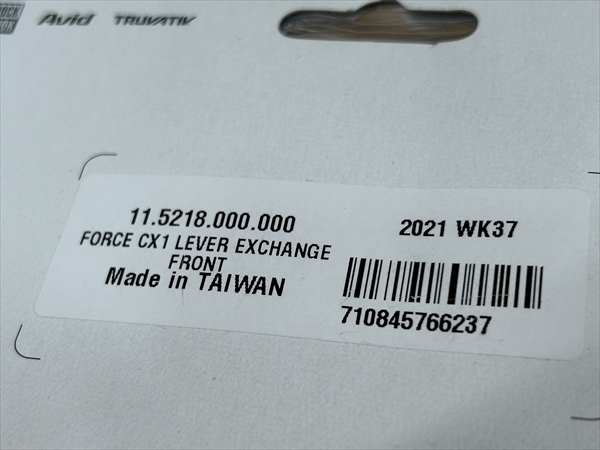 Avid TRUVATIV
11.5218.000.000
FORCE CX1 LEVER EXCHANGE
FRONT
Made in TAIWAN
2021 WK37
710845766237